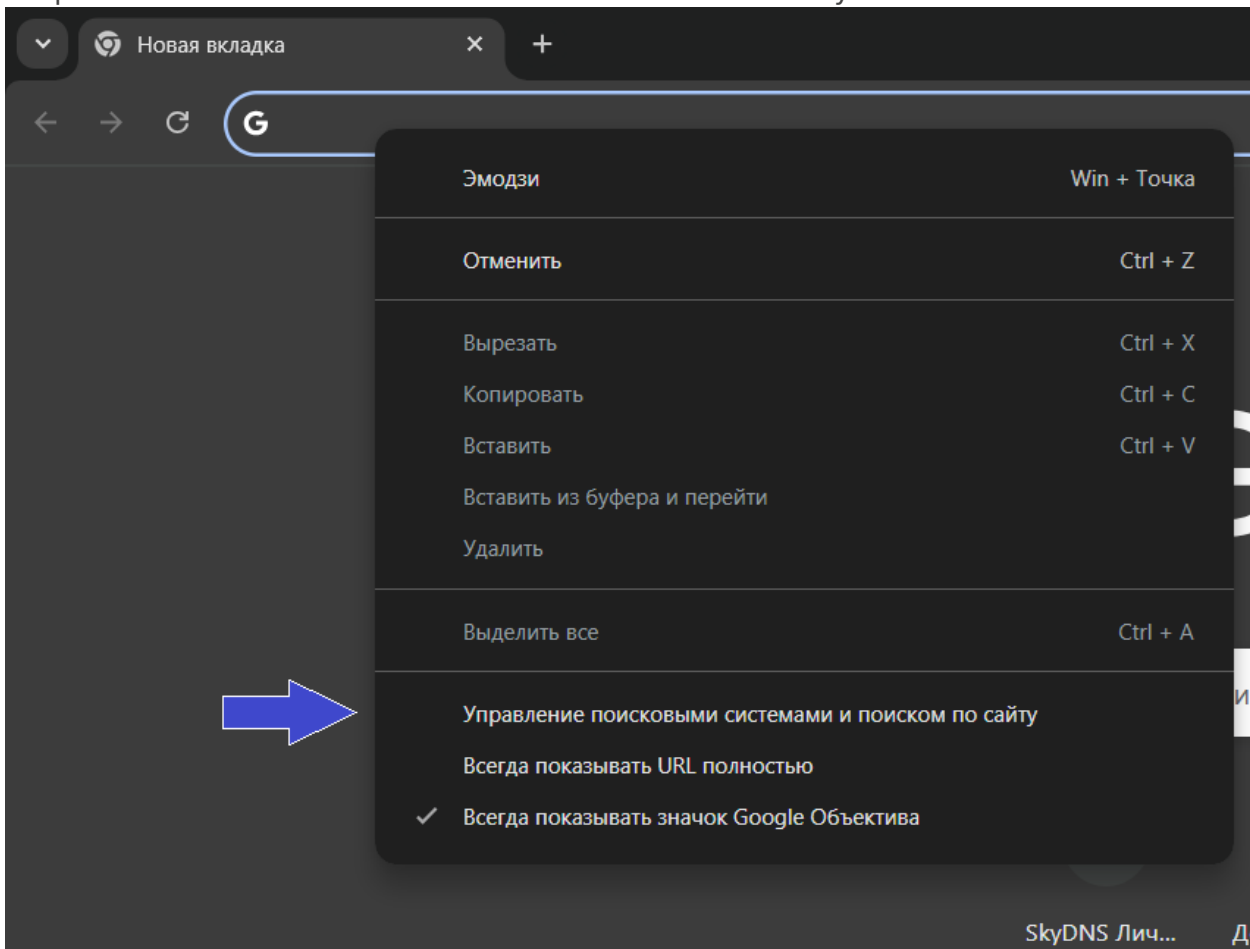 Новая вкладка
G
Эмодзи Win + Точка
Отменить Ctrl + Z
Вырезать Ctrl + X
Копировать Ctrl + C
Вставить Ctrl + V
Вставить из буфера и перейти
Удалить
Выделить все Ctrl + A
Управление поисковыми системами и поиском по сайту
Всегда показывать URL полностью
Всегда показывать значок Google Объектива
SkyDNS Лич...